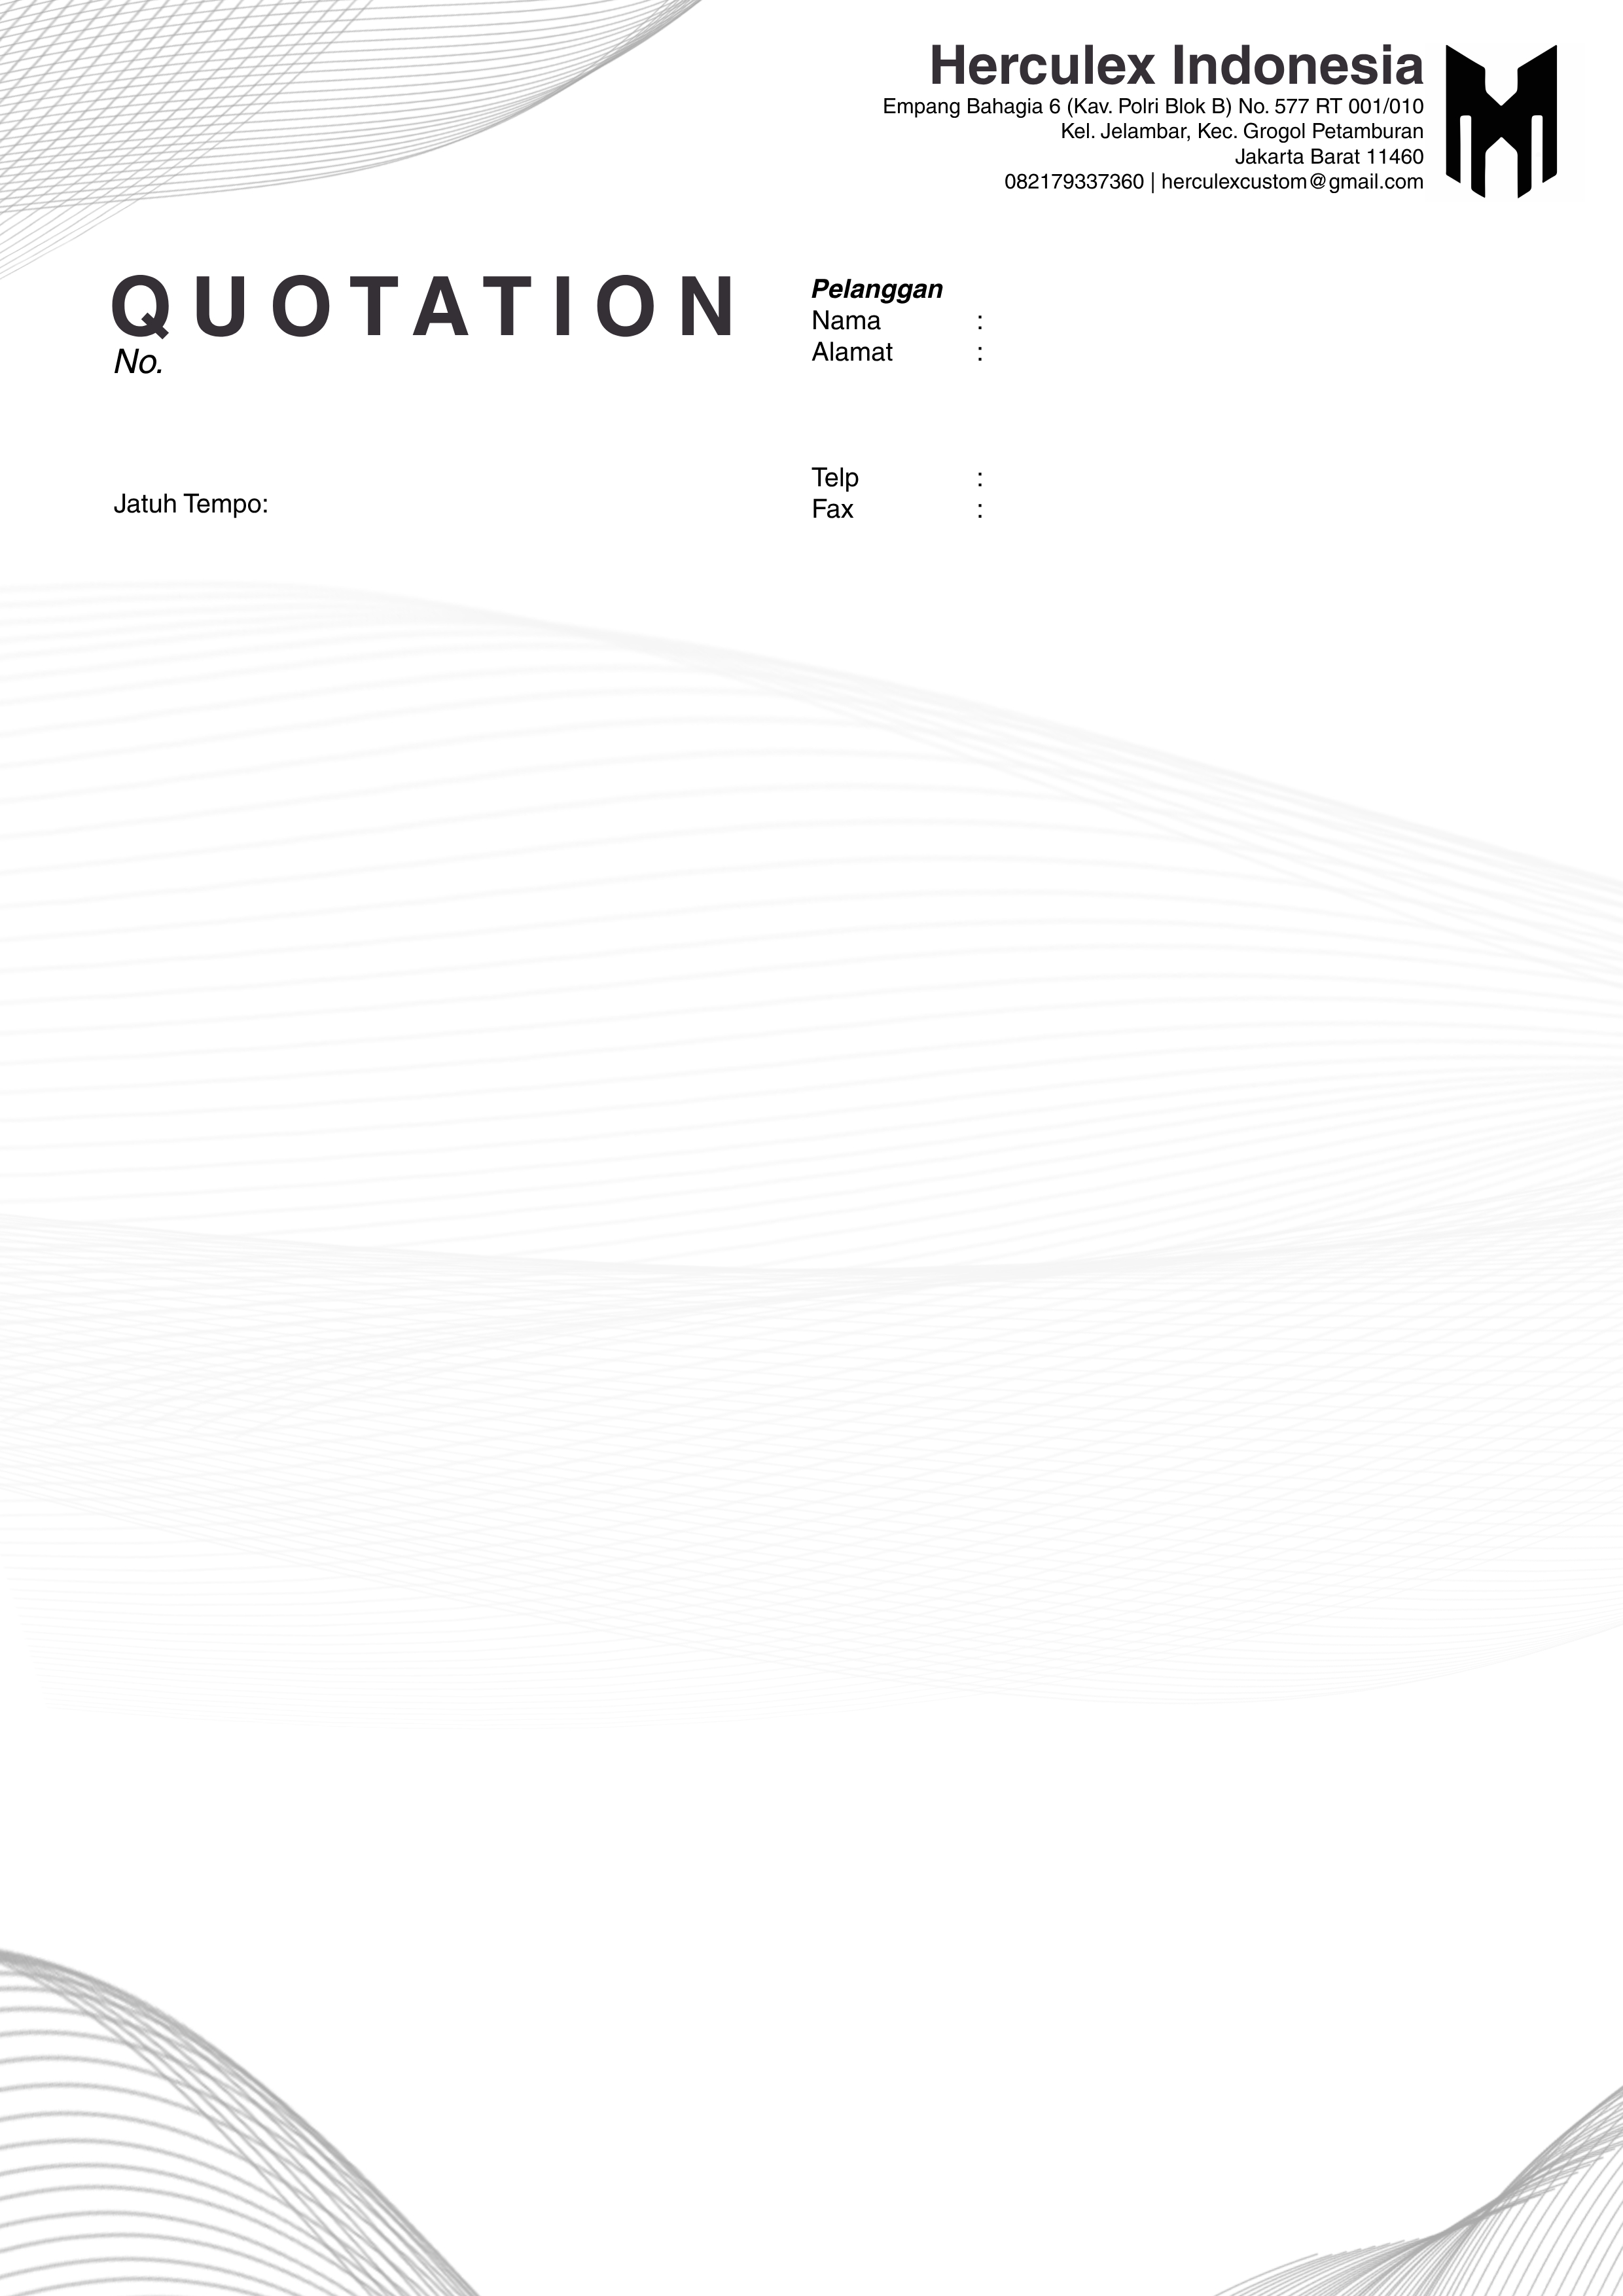 Herculex Indonesia
Empang Bahagia 6 (Kav. Polri Blok B) No. 577 RT 001/010
Kel. Jelambar, Kec. Grogol Petamburan
Jakarta Barat 11460
082179337360 | herculexcustom@gmail.com
QUOTATION
No.
Jatuh Tempo:
Pelanggan
Nama :
Alamat :
Telp :
Fax :